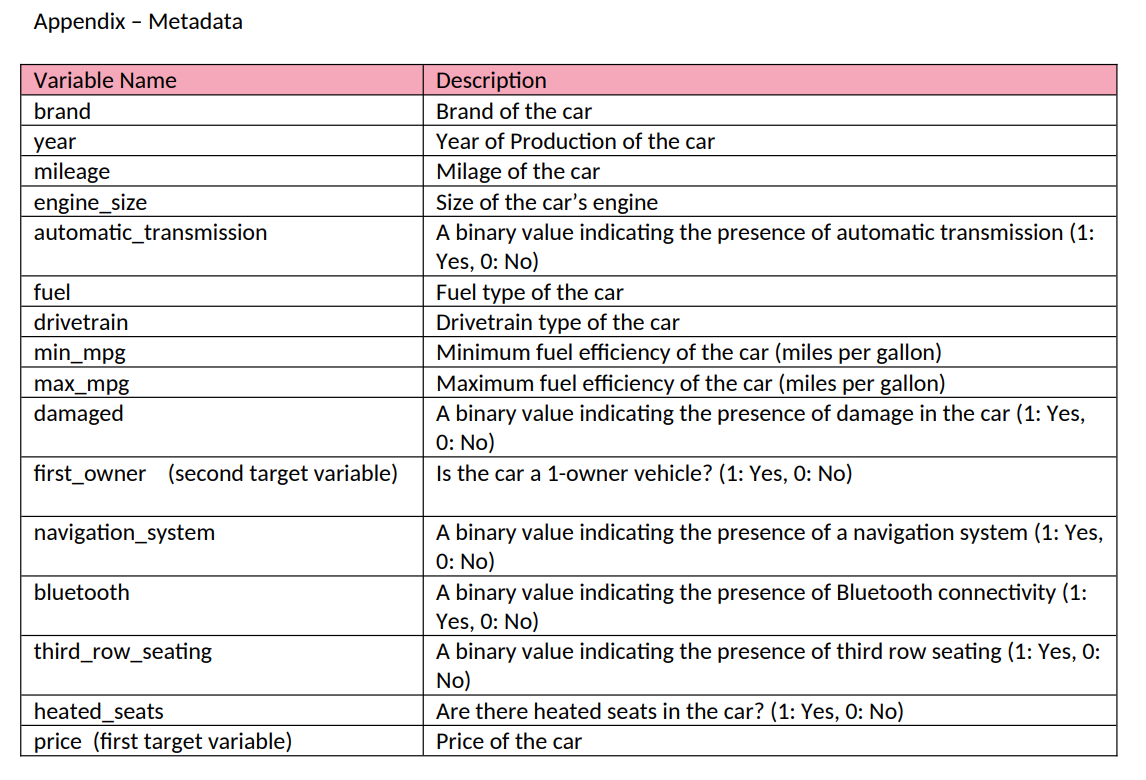 Appendix – Metadata
Variable Name Description
brand Brand of the car
year Year of Production of the car
mileage Milage of the car
engine_size Size of the car’s engine
automatic_transmission A binary value indicating the presence of automatic transmission (1:
Yes, 0: No)
fuel Fuel type of the car
drivetrain Drivetrain type of the car
min_mpg Minimum fuel efficiency of the car (miles per gallon)
max_mpg Maximum fuel efficiency of the car (miles per gallon)
damaged A binary value indicating the presence of damage in the car (1: Yes,
0: No)
first_owner (second target variable) Is the car a 1-owner vehicle? (1: Yes, 0: No)
navigation_system A binary value indicating the presence of a navigation system (1: Yes,
0: No)
bluetooth A binary value indicating the presence of Bluetooth connectivity (1:
Yes, 0: No)
third_row_seating A binary value indicating the presence of third row seating (1: Yes, 0:
No)
heated_seats Are there heated seats in the car? (1: Yes, 0: No)
price (first target variable) Price of the car